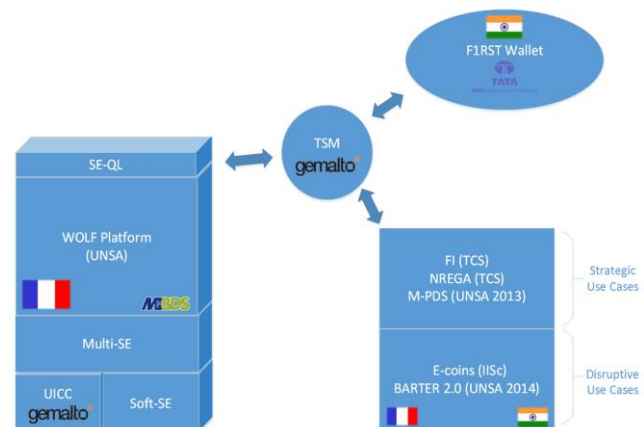 F1RST Wallet
TATA
TSM
gemalto
SE-QL
WOLF Platform
(UNSA)
MBDS
Multi-SE
UICC
gemalto
Soft-SE
FI (TCS)
NREGA (TCS)
M-PDS (UNSA 2013)
Strategic
Use Cases
E-coins (IISc)
BARTER 2.0 (UNSA 2014)
Disruptive
Use Cases